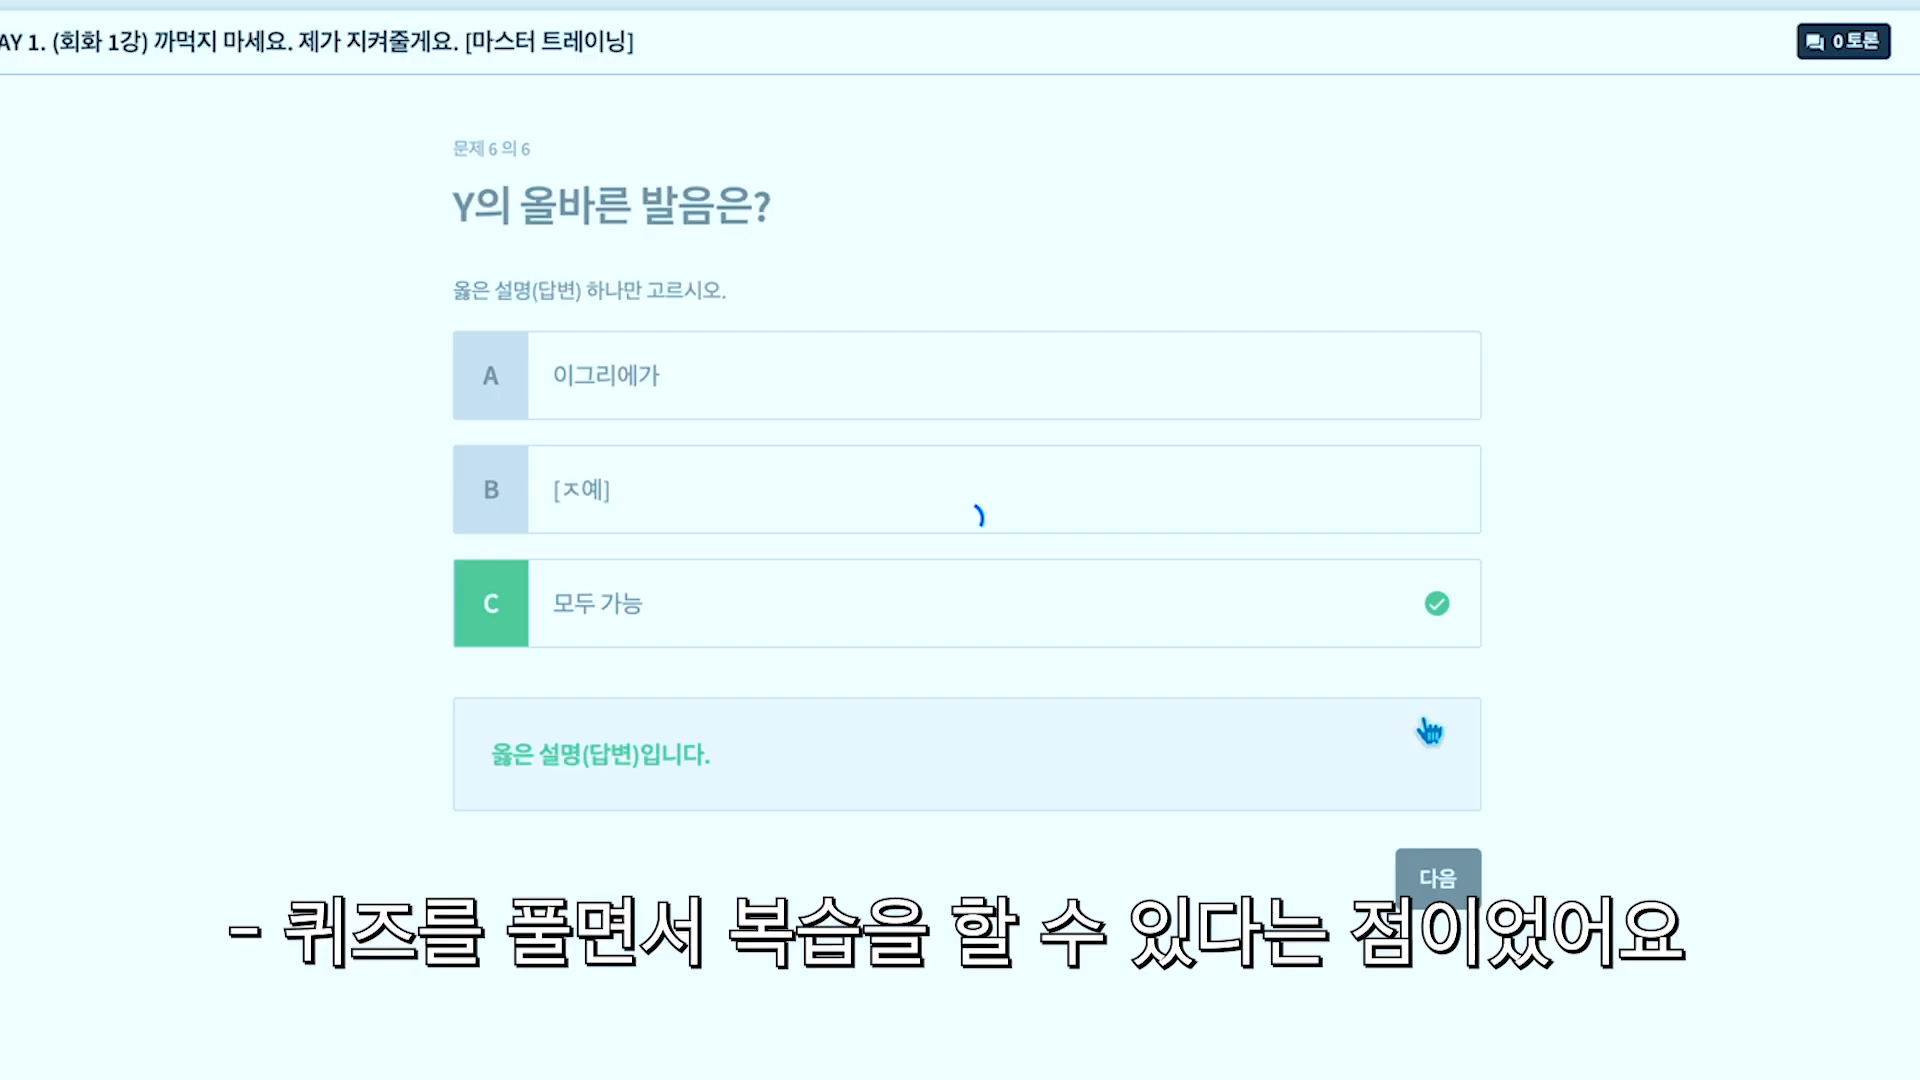 AY 1. (회화 1강) 까먹지 마세요. 제가 지켜줄게요. [마스터 트레이닝]
0 토론
문제 6 의 6
Y의 올바른 발음은?
옳은 설명(답변) 하나만 고르시오.
A 이그리에가
B [ㅈ예]
C 모두 가능
옳은 설명(답변)입니다.
다음
- 퀴즈를 풀면서 복습을 할 수 있다는 점이었어요